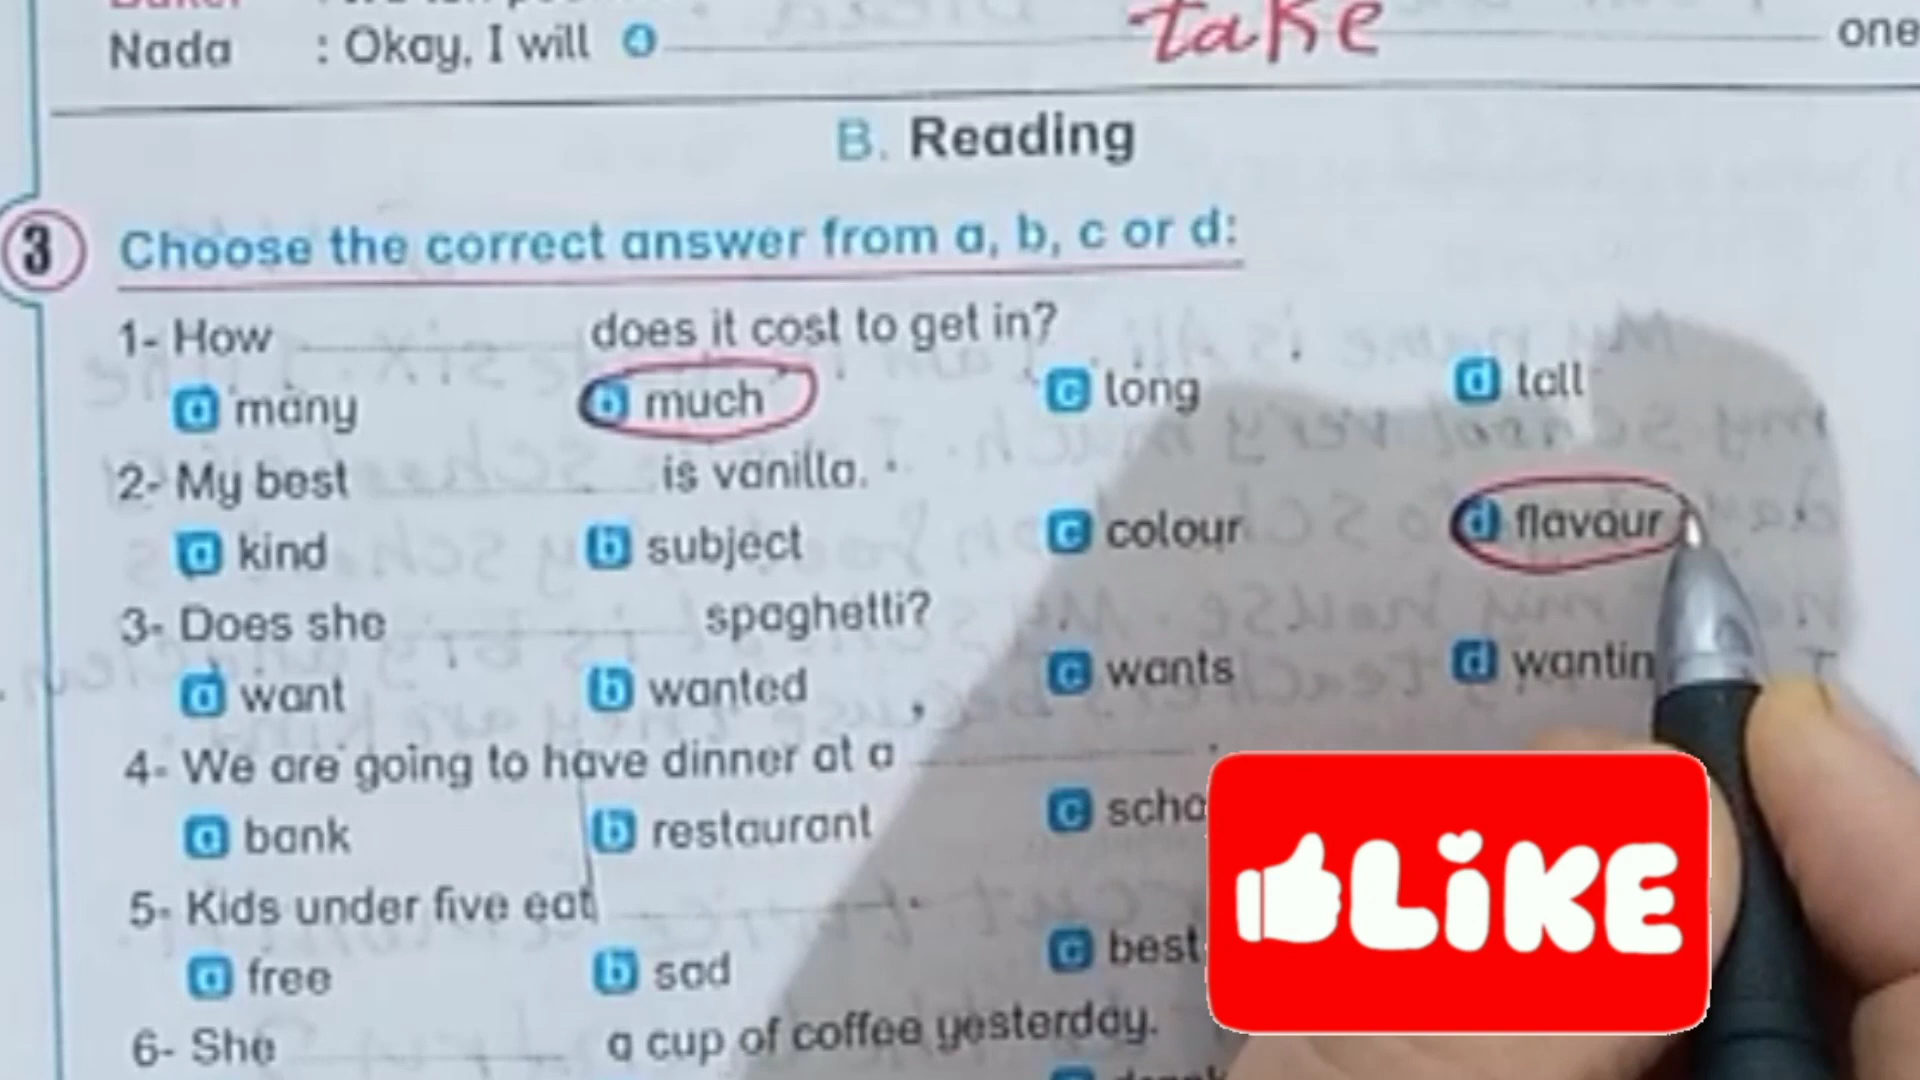 take
Nada : Okay, I will 4 one
B. Reading
3 Choose the correct answer from a, b, c or d:
1- How does it cost to get in?
a many b much c long d tall
2- My best is vanilla.
a kind b subject c colour d flavour
3- Does she spaghetti?
a want b wanted c wants d wantin
4- We are going to have dinner at a
a bank b restaurant c scho
5- Kids under five eat
a free b sad c best
LiKE
6- She a cup of coffee yesterday.